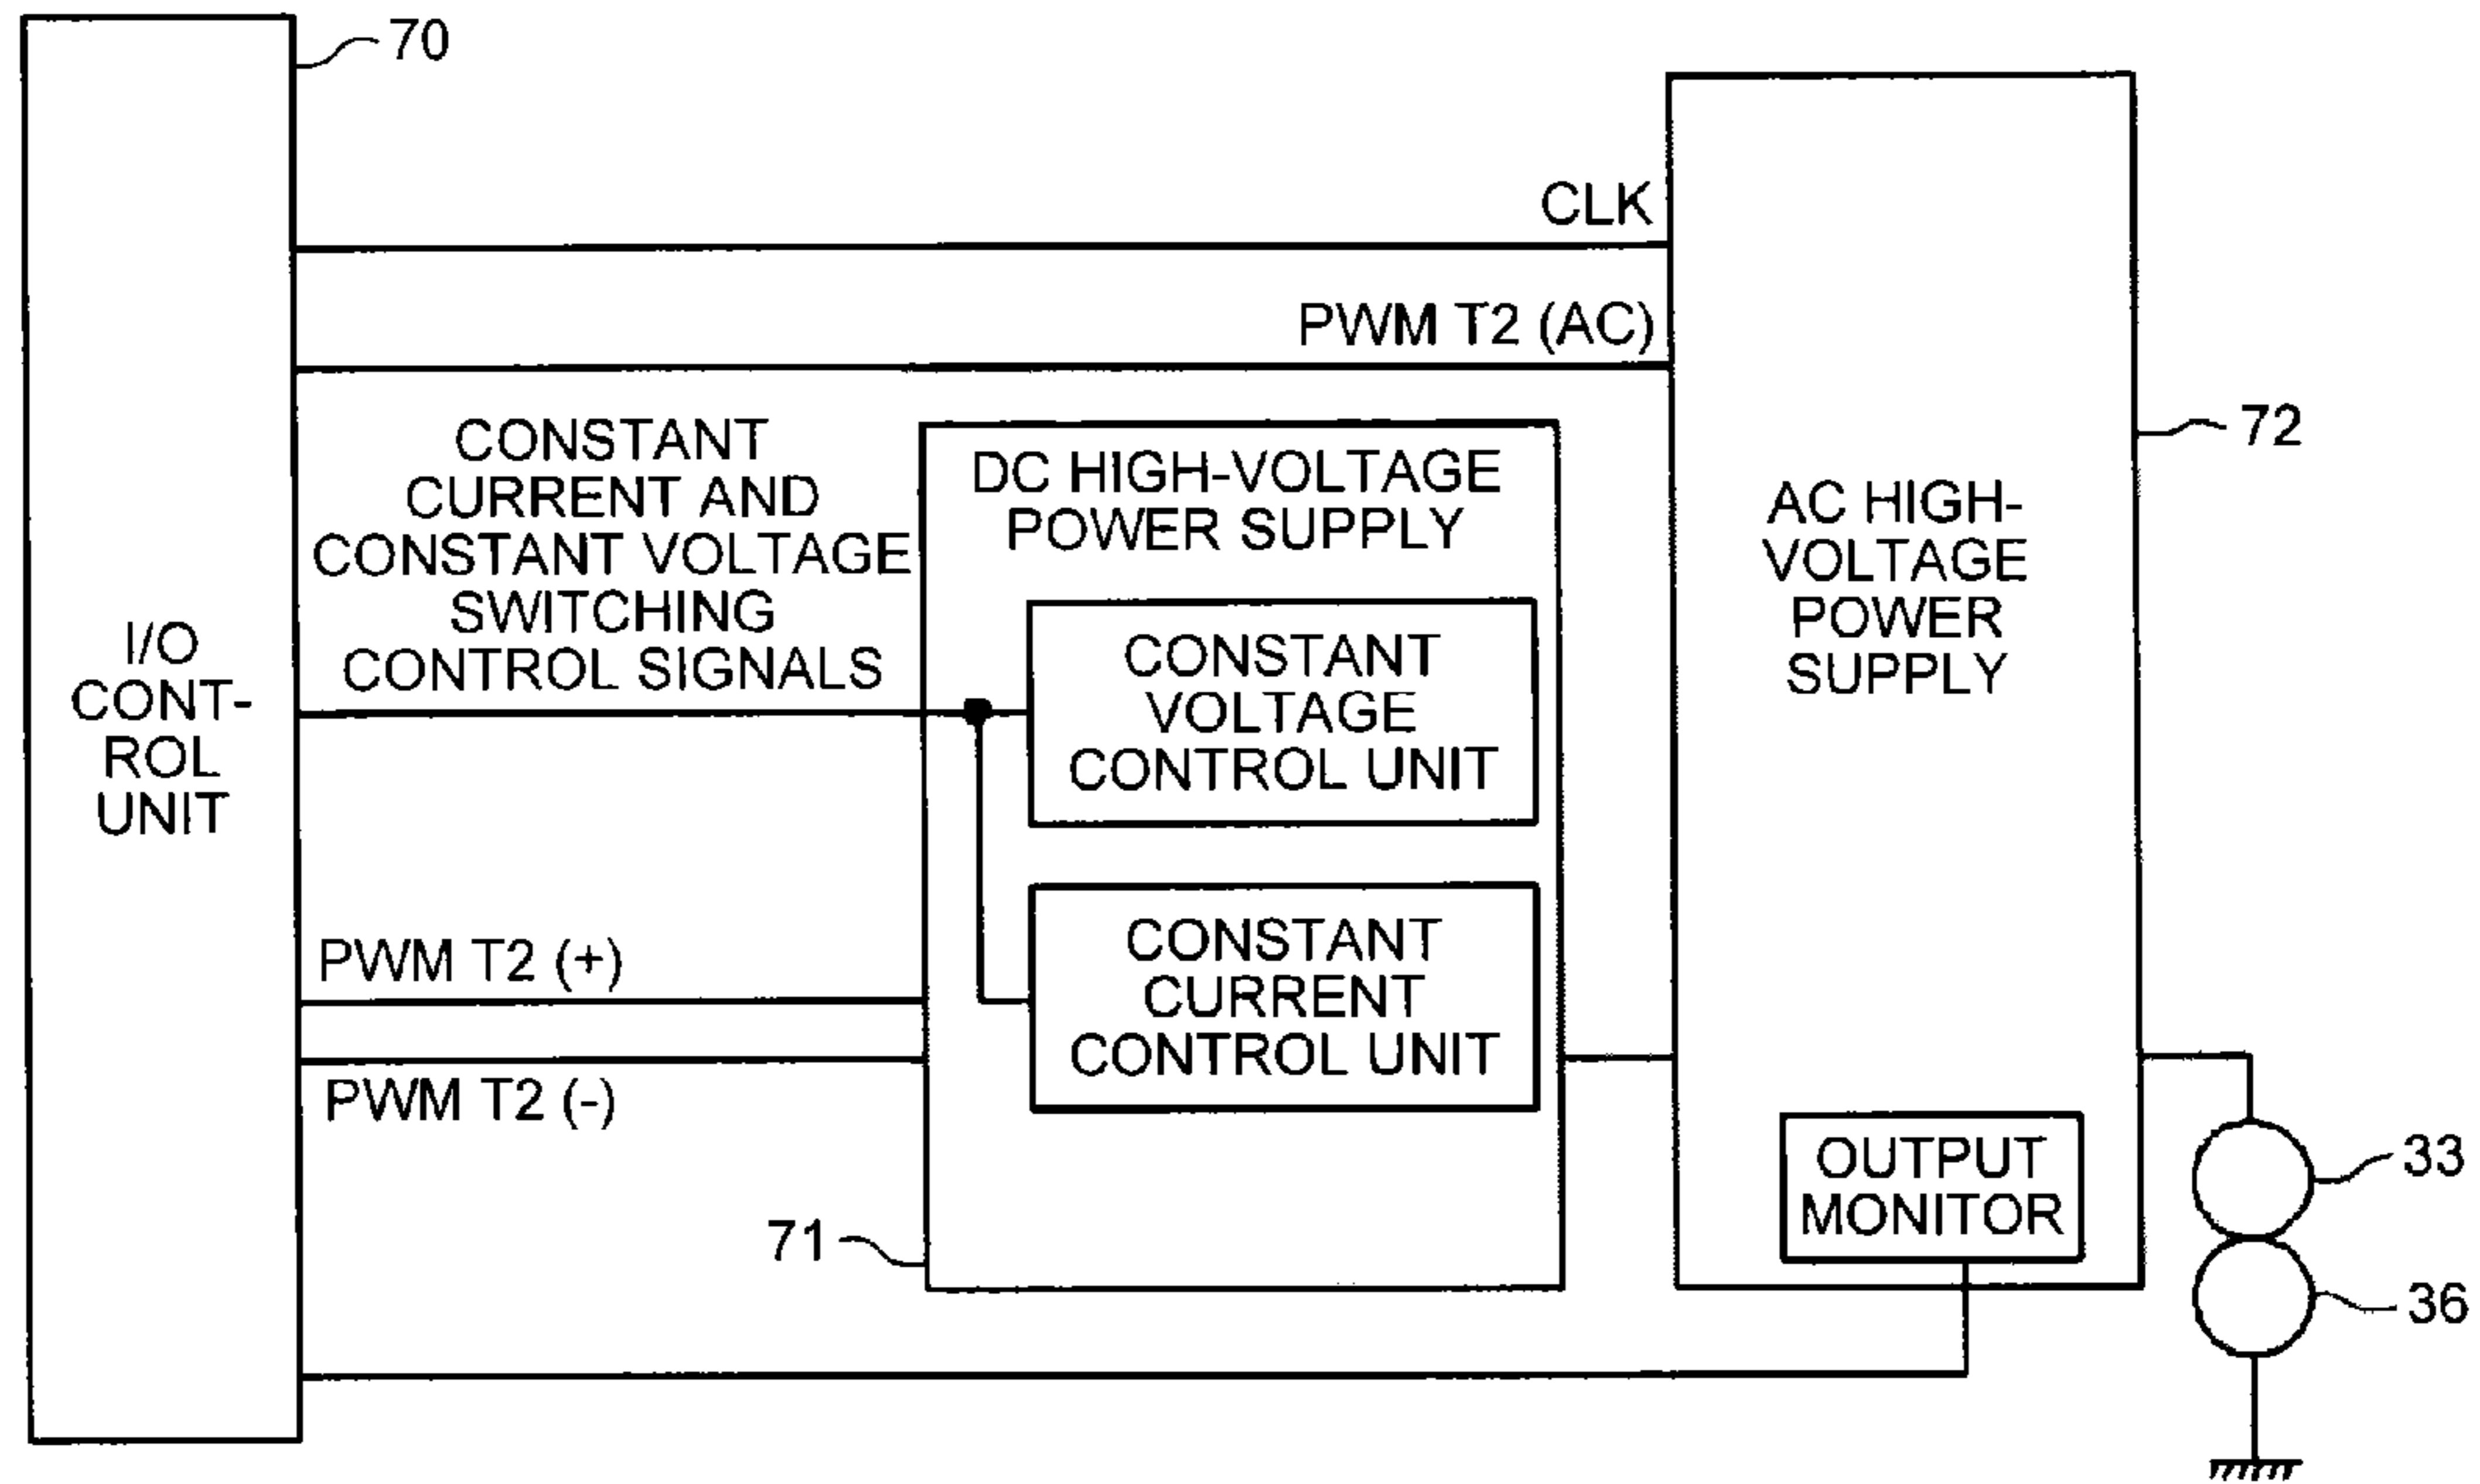 70
CLK
PWM T2 (AC)
CONSTANT
CURRENT AND
CONSTANT VOLTAGE
SWITCHING
CONTROL SIGNALS
DC HIGH-VOLTAGE
POWER SUPPLY
72
AC HIGH-
VOLTAGE
POWER
SUPPLY
I/O
CONT-
ROL
UNIT
CONSTANT
VOLTAGE
CONTROL UNIT
CONSTANT
CURRENT
CONTROL UNIT
PWM T2 (+)
PWM T2 (-)
71
OUTPUT
MONITOR
33
36